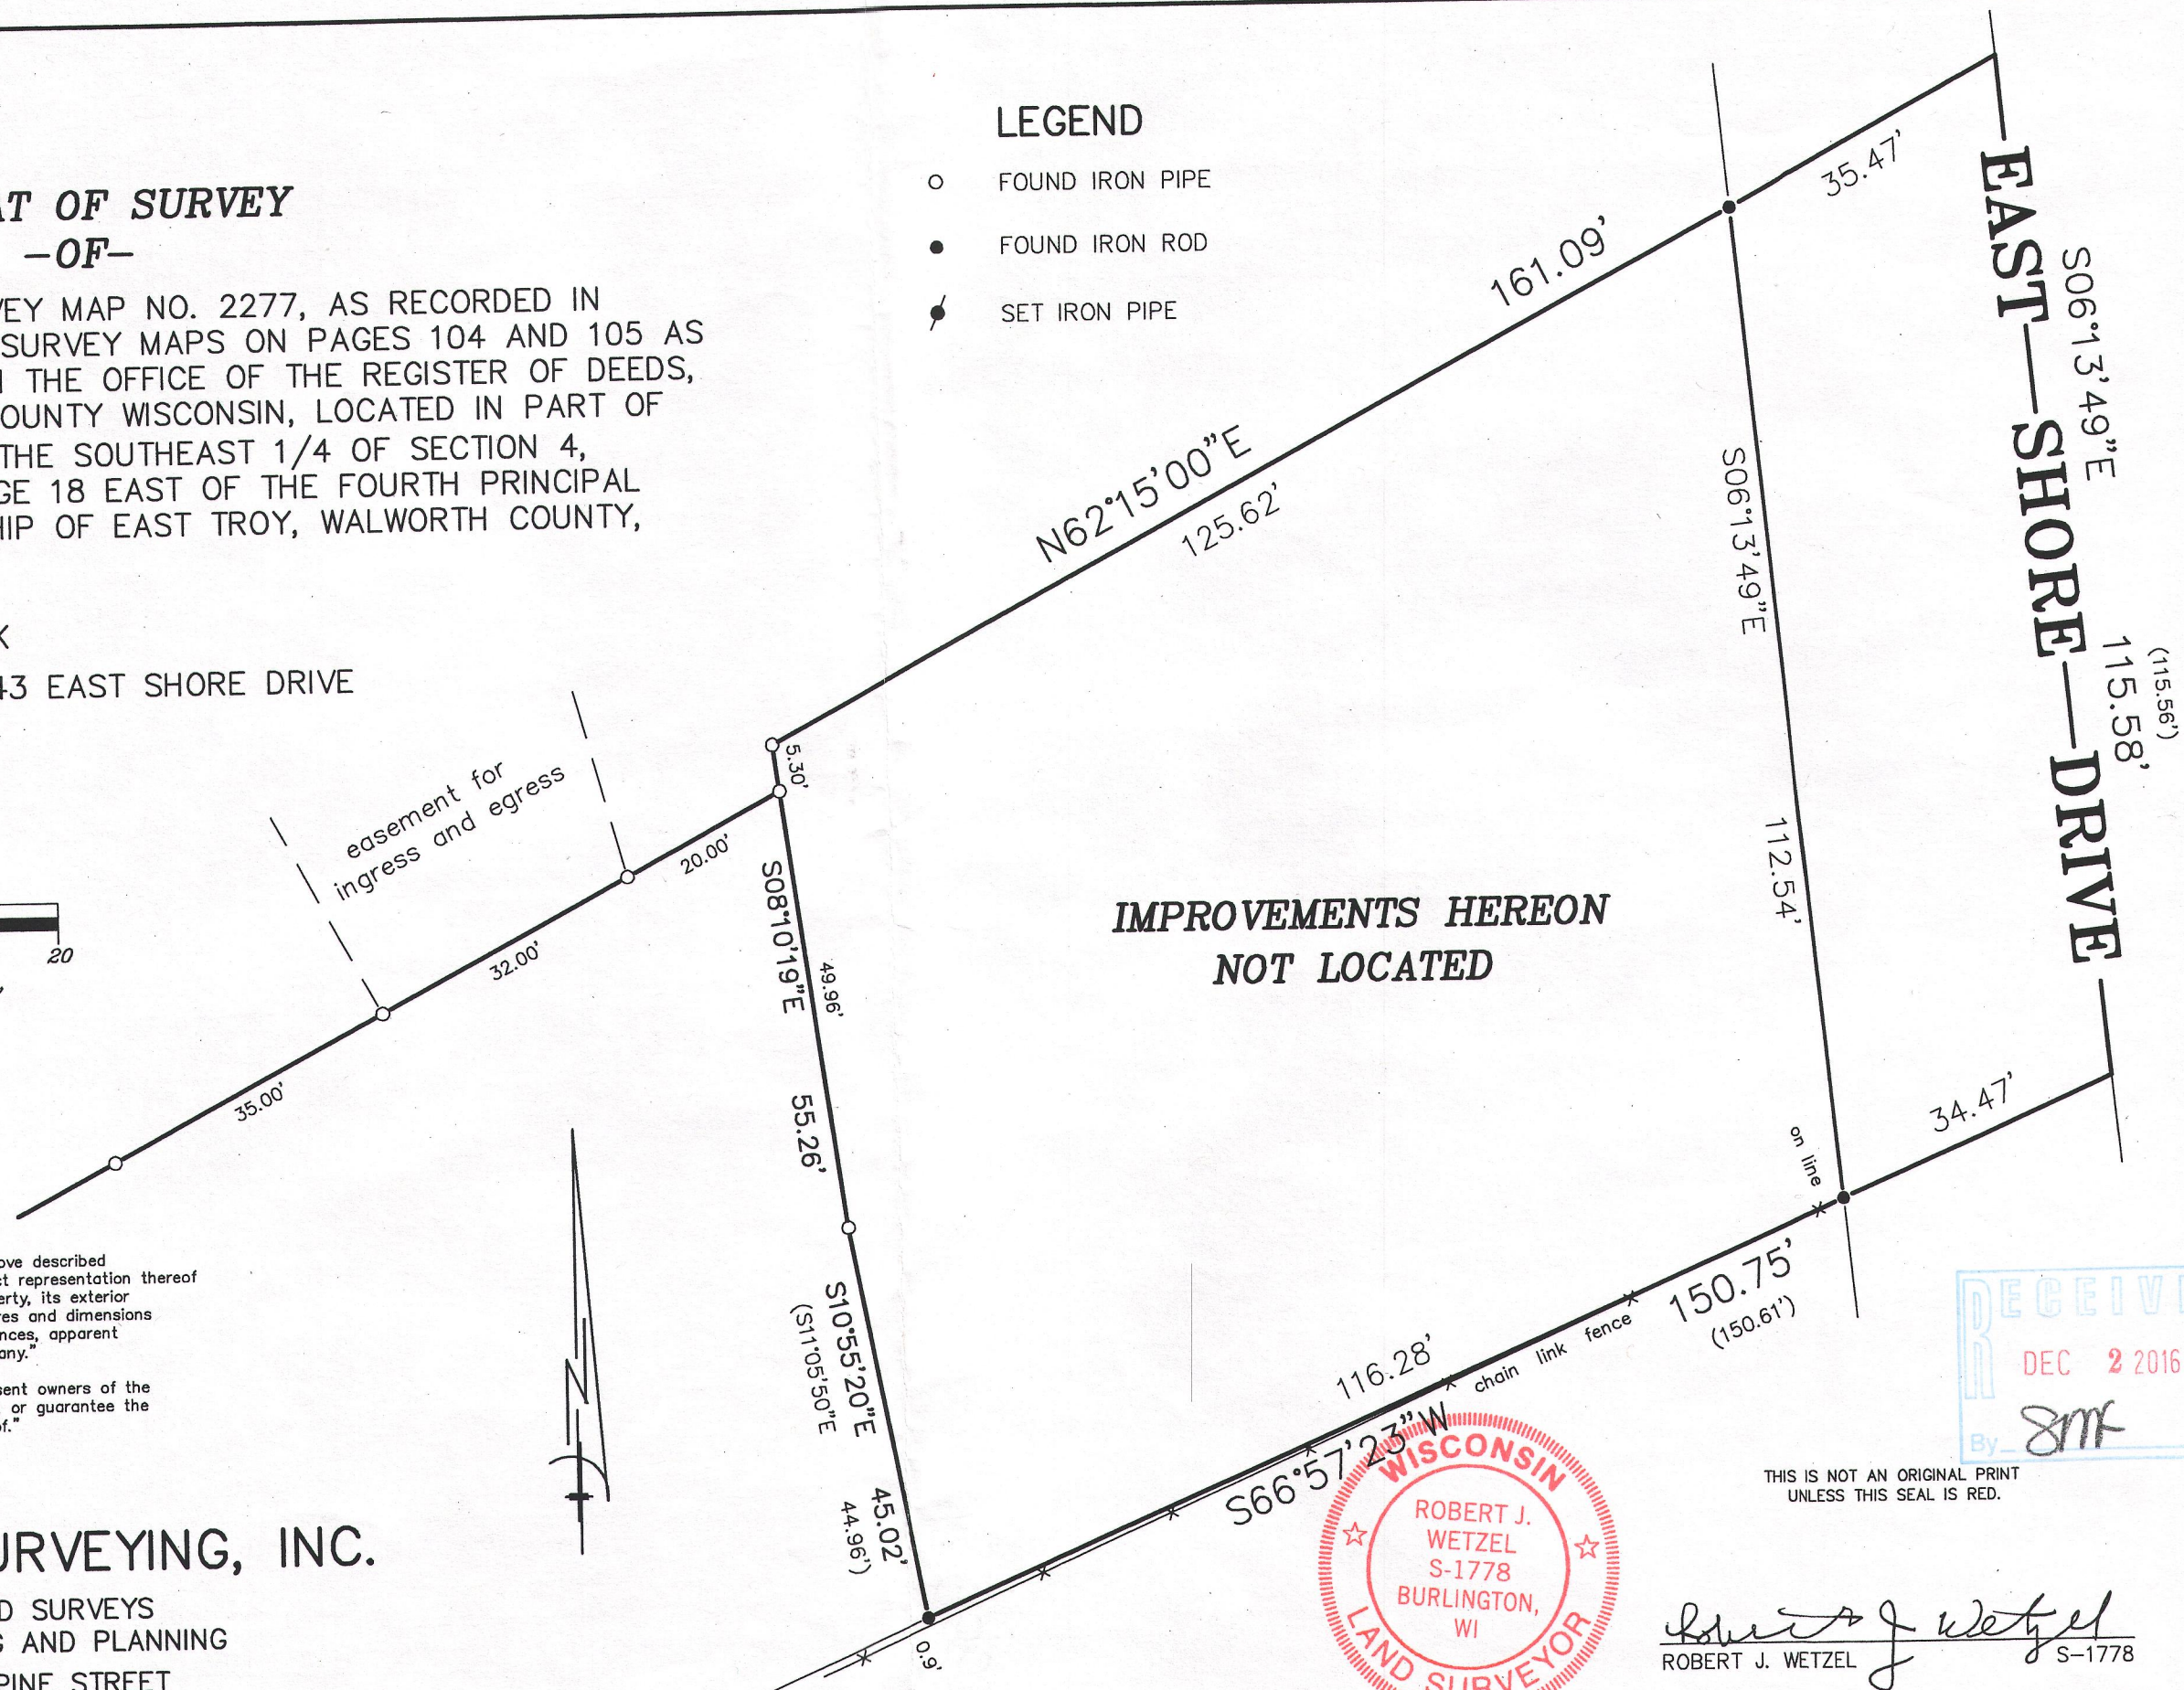 AT OF SURVEY
-OF-
VEY MAP NO. 2277, AS RECORDED IN
SURVEY MAPS ON PAGES 104 AND 105 AS
THE OFFICE OF THE REGISTER OF DEEDS,
OUNTY WISCONSIN, LOCATED IN PART OF
THE SOUTHEAST 1/4 OF SECTION 4,
GE 18 EAST OF THE FOURTH PRINCIPAL
HIP OF EAST TROY, WALWORTH COUNTY,
K
43 EAST SHORE DRIVE
LEGEND
FOUND IRON PIPE
FOUND IRON ROD
SET IRON PIPE
35.47'
161.09'
N62°15'00"E
125.62'
EAST—SHORE—DRIVE
S06°13'49"E
115.58'
(115.56')
S06°13'49"E
112.54'
5.30'
easement for
ingress and egress
20.00'
32.00'
35.00'
20
S08°10'19"E
49.96'
55.26'
IMPROVEMENTS HEREON
NOT LOCATED
S10°55'20"E
(S11°05'50"E
45.02'
44.96')
0.9'
34.47'
on line
150.75'
(150.61')
116.28'
chain link fence
S66°57'23"W
ove described
ct representation thereof
erty, its exterior
res and dimensions
nces, apparent
any."
sent owners of the
or guarantee the
of."
N
URVEYING, INC.
D SURVEYS
G AND PLANNING
PINE STREET
WISCONSIN
ROBERT J.
WETZEL
S-1778
BURLINGTON,
WI
LAND SURVEYOR
RECEIV
DEC 2 2016
By SMK
THIS IS NOT AN ORIGINAL PRINT
UNLESS THIS SEAL IS RED.
Robert J Wetzel
ROBERT J. WETZEL S-1778